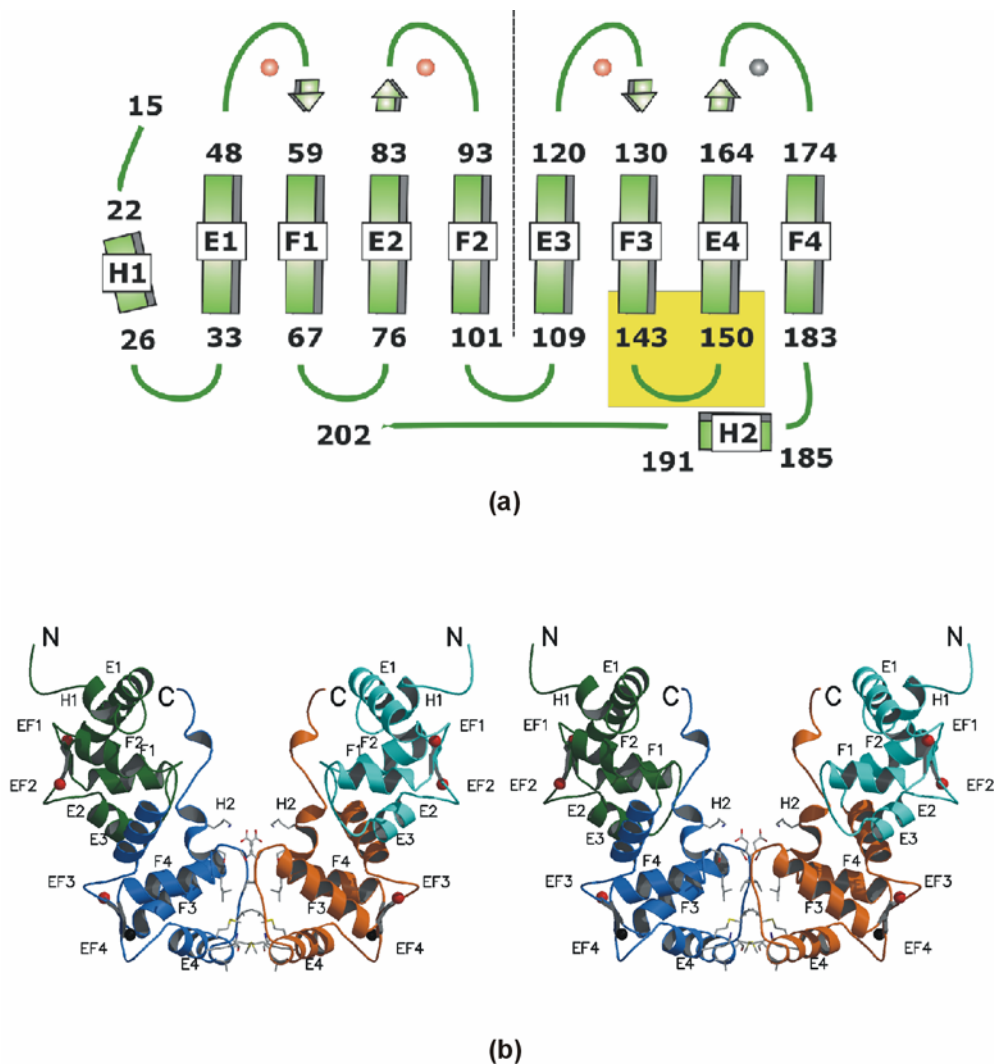 15
48 59 83 93 120 130 164 174
22
H1 E1 F1 E2 F2 E3 F3 E4 F4
26 33 67 76 101 109 143 150 183
202 191 H2 185
(a)
N N N N
E1 C E1 E1 C E1
H1 H1 H1 H1
EF1 F2 F1 F1 F2 EF1 EF1 F2 F1 F1 F2 EF1
EF2 E2 E2 EF2 EF2 E2 E2 EF2
E3 H2 H2 E3 E3 H2 H2 E3
EF3 F4 F4 EF3 EF3 F4 F4 EF3
F3 F3 F3 F3
EF4 E4 E4 EF4 EF4 E4 E4 EF4
(b)